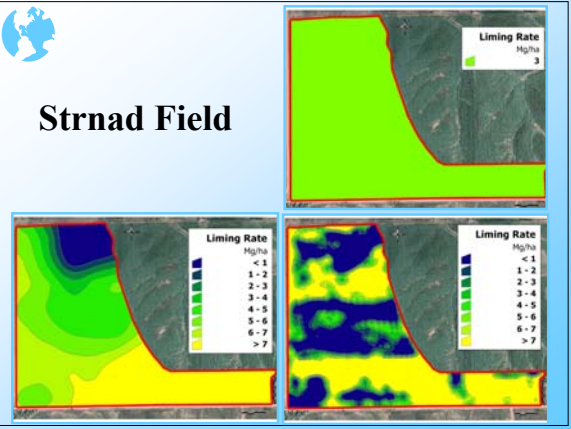 Liming Rate
Mg/ha
3
Strnad Field
Liming Rate
Mg/ha
< 1
1 - 2
2 - 3
3 - 4
4 - 5
5 - 6
6 - 7
> 7
Liming Rate
Mg/ha
< 1
1 - 2
2 - 3
3 - 4
4 - 5
5 - 6
6 - 7
> 7